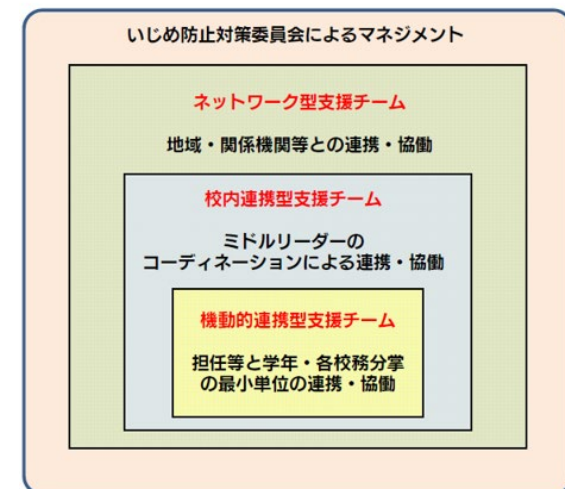 いじめ防止対策委員会によるマネジメント
ネットワーク型支援チーム
地域・関係機関等との連携・協働
校内連携型支援チーム
ミドルリーダーの
コーディネーションによる連携・協働
機動的連携型支援チーム
担任等と学年・各校務分掌
の最小単位の連携・協働